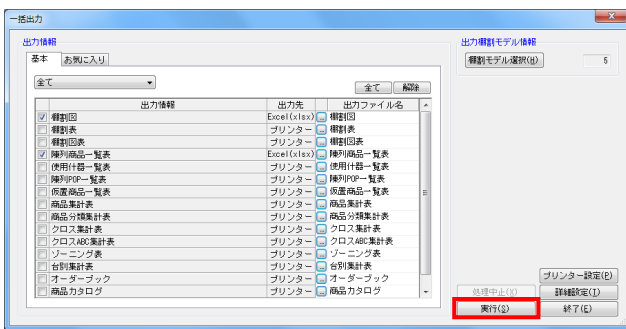 一括出力
出力情報
基本 お気に入り
全て
全て 解除
出力情報 出力先 出力ファイル名
棚割図 Excel(xlsx) 棚割図
棚割表 プリンター 棚割表
棚割図表 プリンター 棚割図表
陳列商品一覧表 Excel(xlsx) 陳列商品一覧表
使用什器一覧表 プリンター 使用什器一覧表
陳列POP一覧表 プリンター 陳列POP一覧表
仮置商品一覧表 プリンター 仮置商品一覧表
商品集計表 プリンター 商品集計表
商品分類集計表 プリンター 商品分類集計表
クロス集計表 プリンター クロス集計表
クロスABC集計表 プリンター クロスABC集計表
ゾーニング表 プリンター ゾーニング表
台別集計表 プリンター 台別集計表
オーダーブック プリンター オーダーブック
商品カタログ プリンター 商品カタログ
出力棚割モデル情報
棚割モデル選択(H) 5
プリンター設定(P)
処理中止(X) 詳細設定(I)
実行(S) 終了(E)